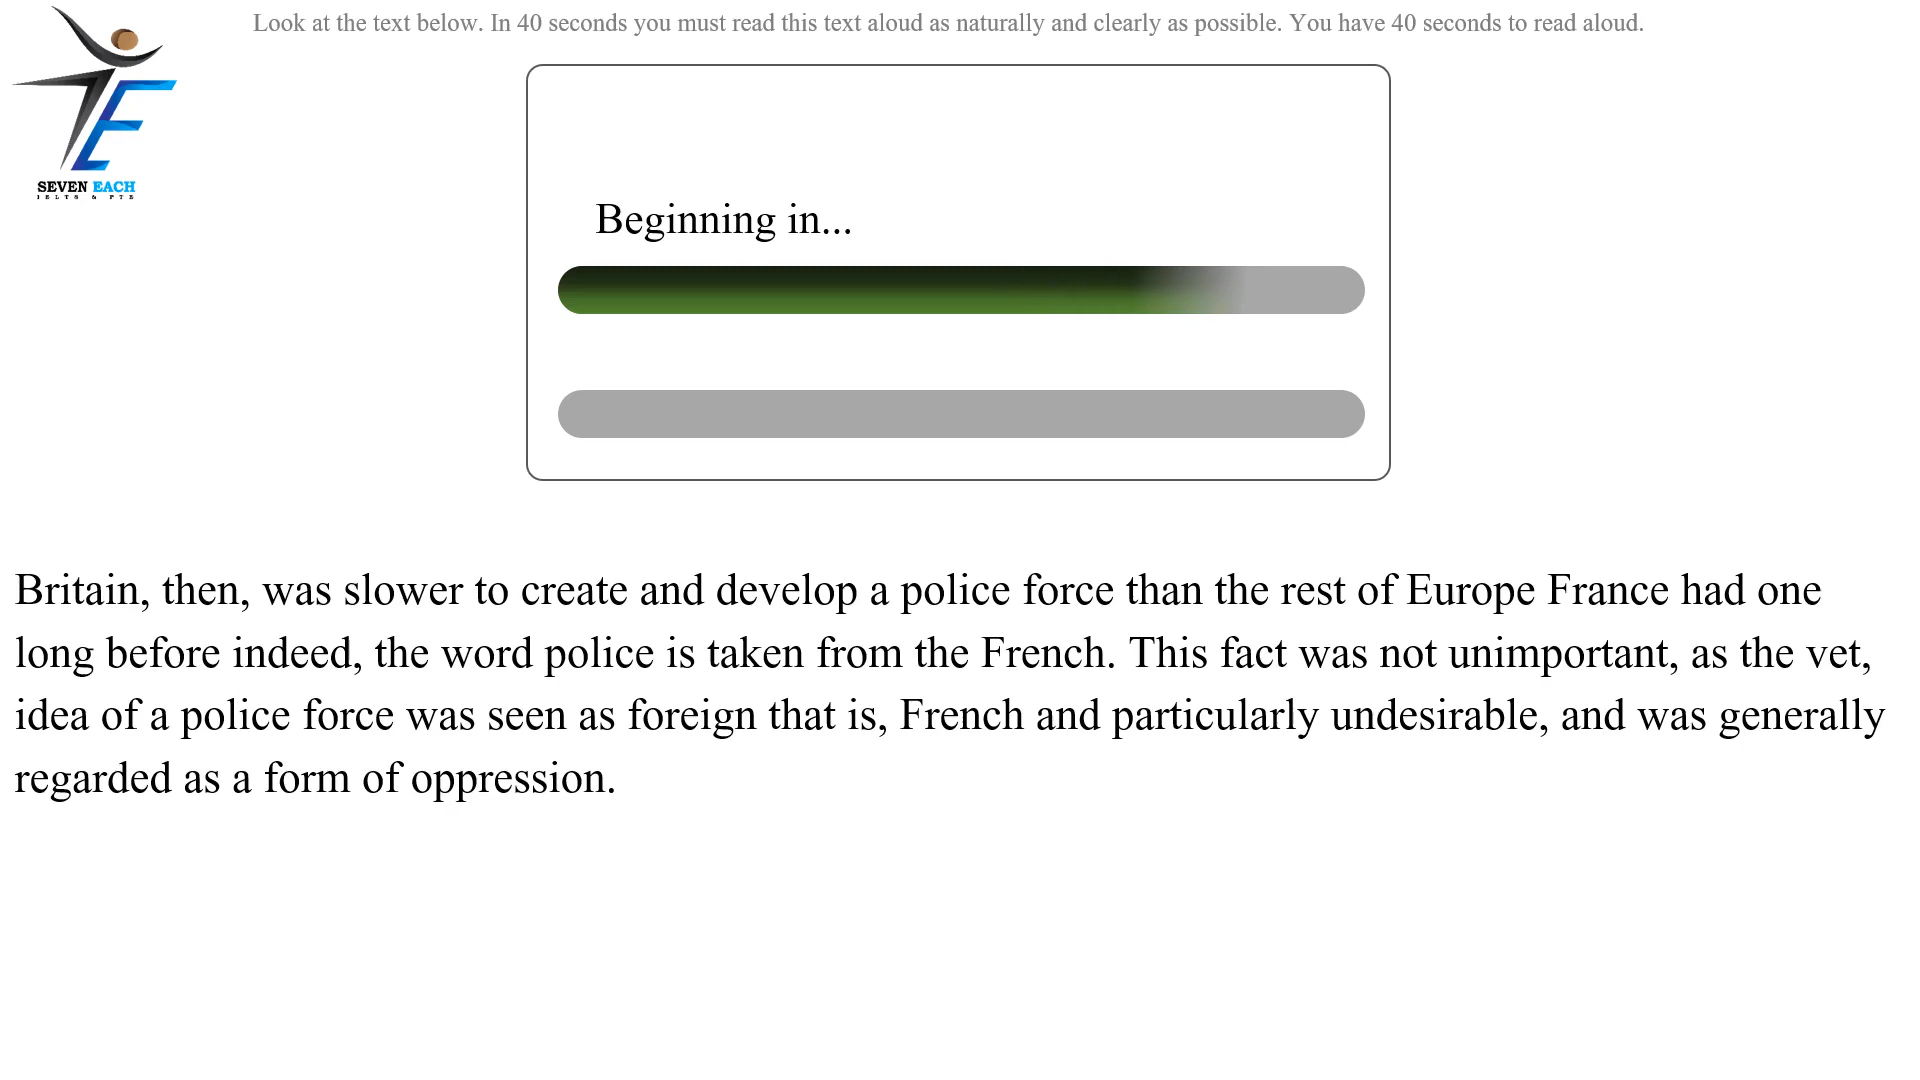 Look at the text below. In 40 seconds you must read this text aloud as naturally and clearly as possible. You have 40 seconds to read aloud.
SEVEN EACH
IELTS & PTE
Beginning in...
Britain, then, was slower to create and develop a police force than the rest of Europe France had one
long before indeed, the word police is taken from the French. This fact was not unimportant, as the vet,
idea of a police force was seen as foreign that is, French and particularly undesirable, and was generally
regarded as a form of oppression.